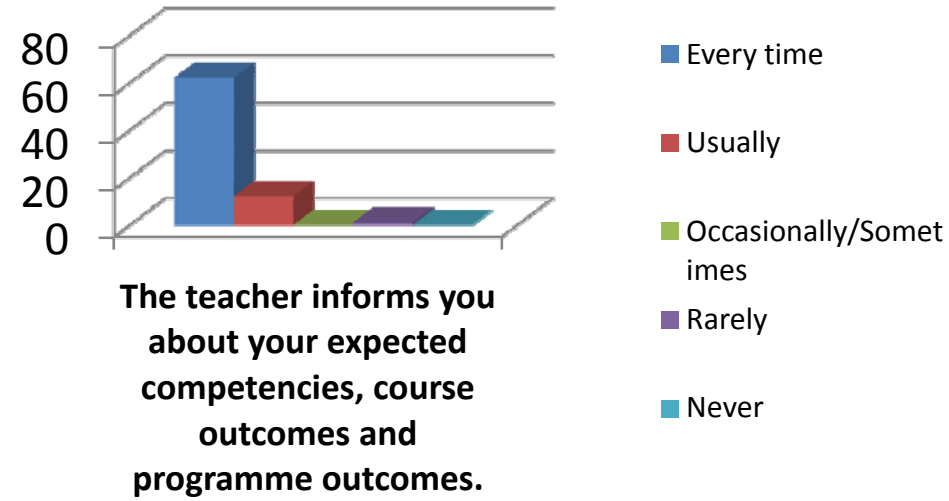 80
60
40
20
0
The teacher informs you
about your expected
competencies, course
outcomes and
programme outcomes.
Every time
Usually
Occasionally/Somet
imes
Rarely
Never